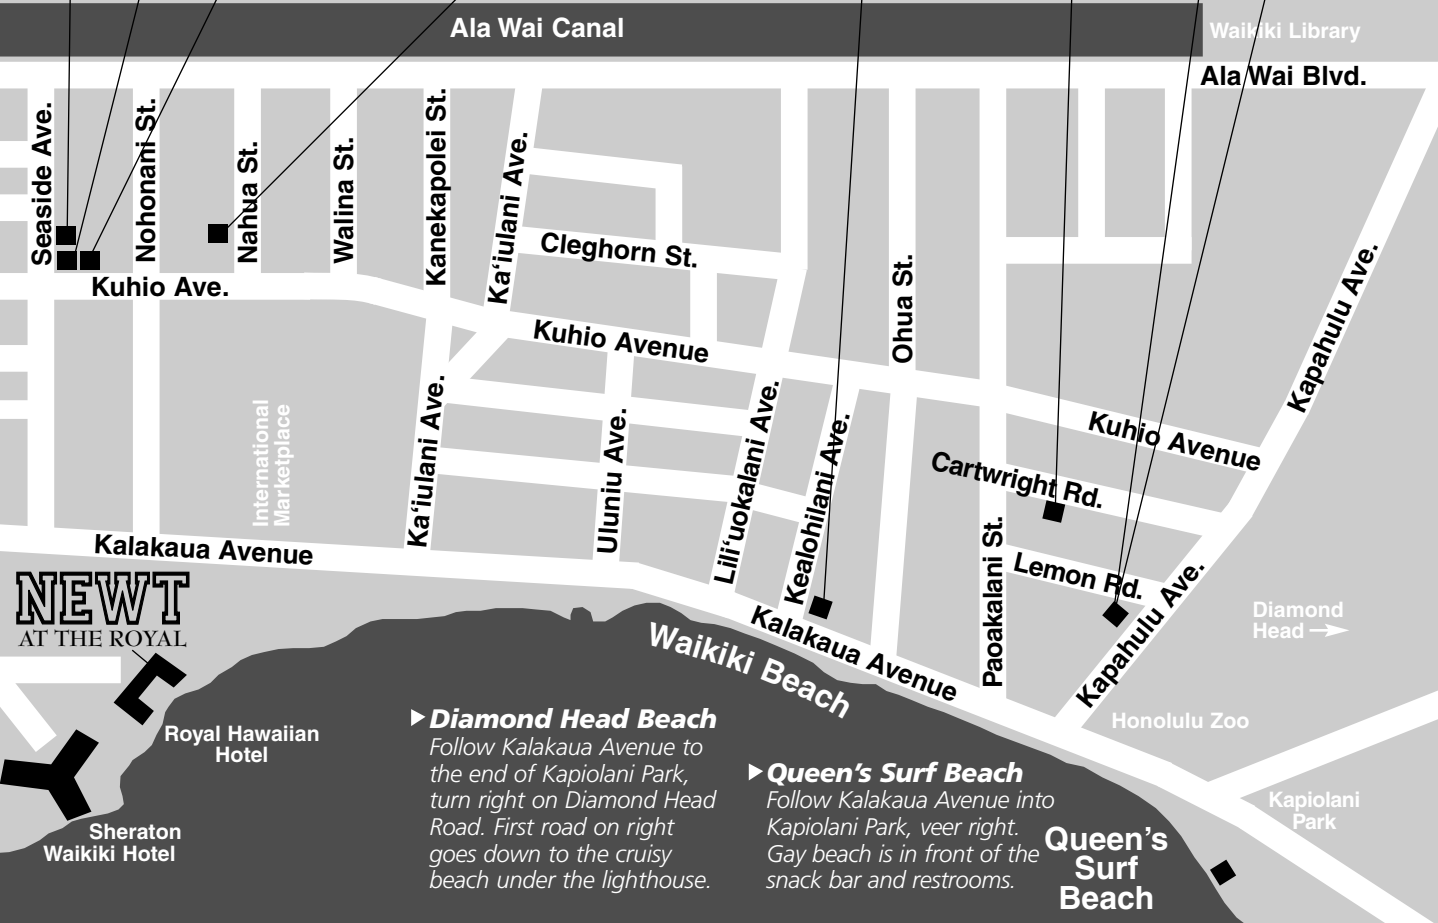 Ala Wai Canal
Waikiki Library
Ala Wai Blvd.
Seaside Ave.
Nohonani St.
Nahua St.
Walina St.
Kanekapolei St.
Ka‘iulani Ave.
Cleghorn St.
Ohua St.
Kapahulu Ave.
Kuhio Ave.
Kuhio Avenue
Kuhio Avenue
International
Marketplace
Ka‘iulani Ave.
Uluniu Ave.
Lili‘uokalani Ave.
Kealohilani Ave.
Cartwright Rd.
Paoakalani St.
Lemon Rd.
Kapahulu Ave.
Kalakaua Avenue
NEWT
AT THE ROYAL
Diamond
Head
Kalakaua Avenue
Waikiki Beach
Honolulu Zoo
Royal Hawaiian
Hotel
Sheraton
Waikiki Hotel
Diamond Head Beach
Follow Kalakaua Avenue to
the end of Kapiolani Park,
turn right on Diamond Head
Road. First road on right
goes down to the cruisy
beach under the lighthouse.
Queen’s Surf Beach
Follow Kalakaua Avenue into
Kapiolani Park, veer right.
Gay beach is in front of the
snack bar and restrooms.
Kapiolani
Park
Queen’s
Surf
Beach